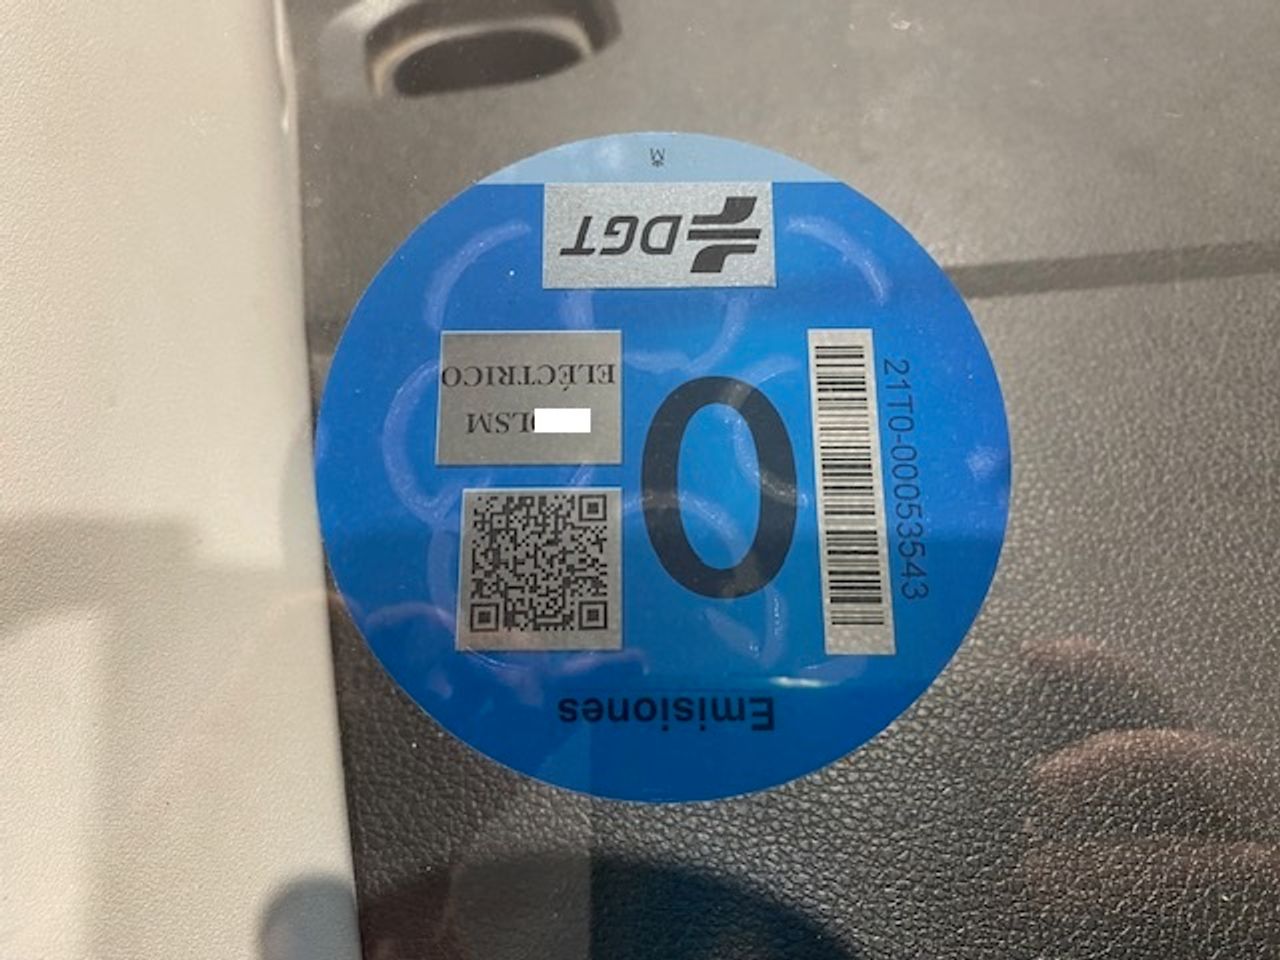 Emisiones
21T0-00053543
0
LSM
ELÉCTRICO
DGT
M